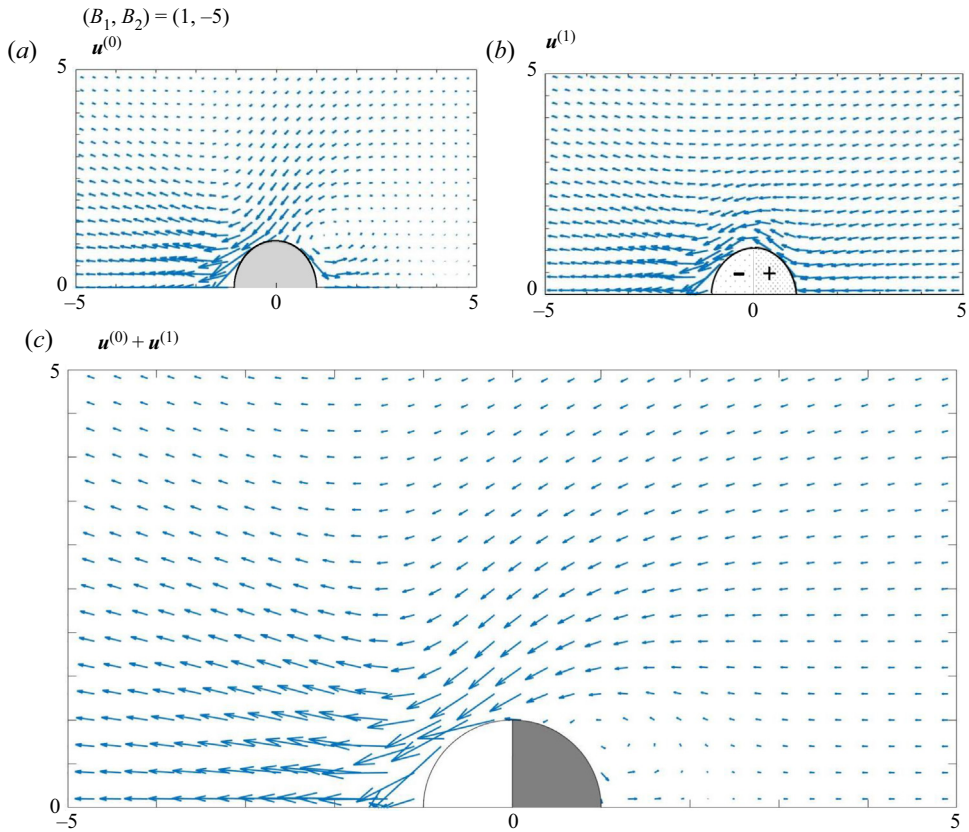 (B₁, B₂) = (1, –5)
(a) u⁽⁰⁾
5
0
–5 0 5
(b) u⁽¹⁾
5
0
–5 0 5
– +
(c) u⁽⁰⁾ + u⁽¹⁾
5
0
–5 0 5